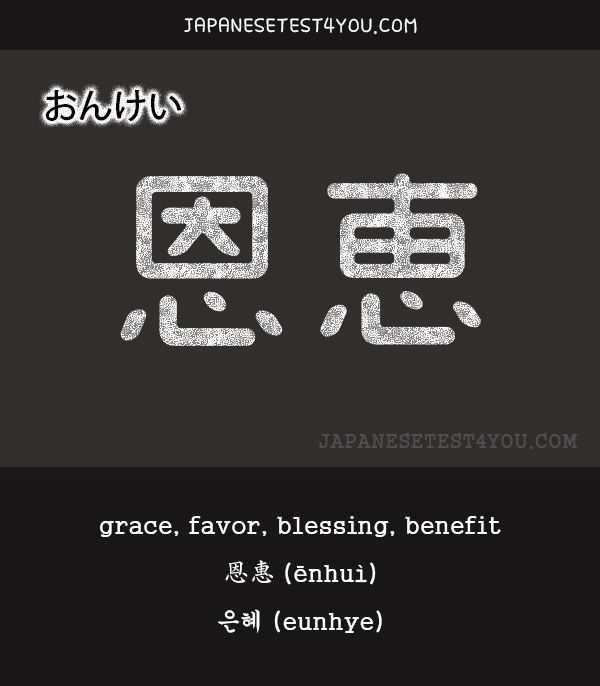 JAPANESETEST4YOU.COM
おんけい
恩恵
JAPANESETEST4YOU.COM
grace, favor, blessing, benefit
恩惠 (ēnhuì)
은혜 (eunhye)